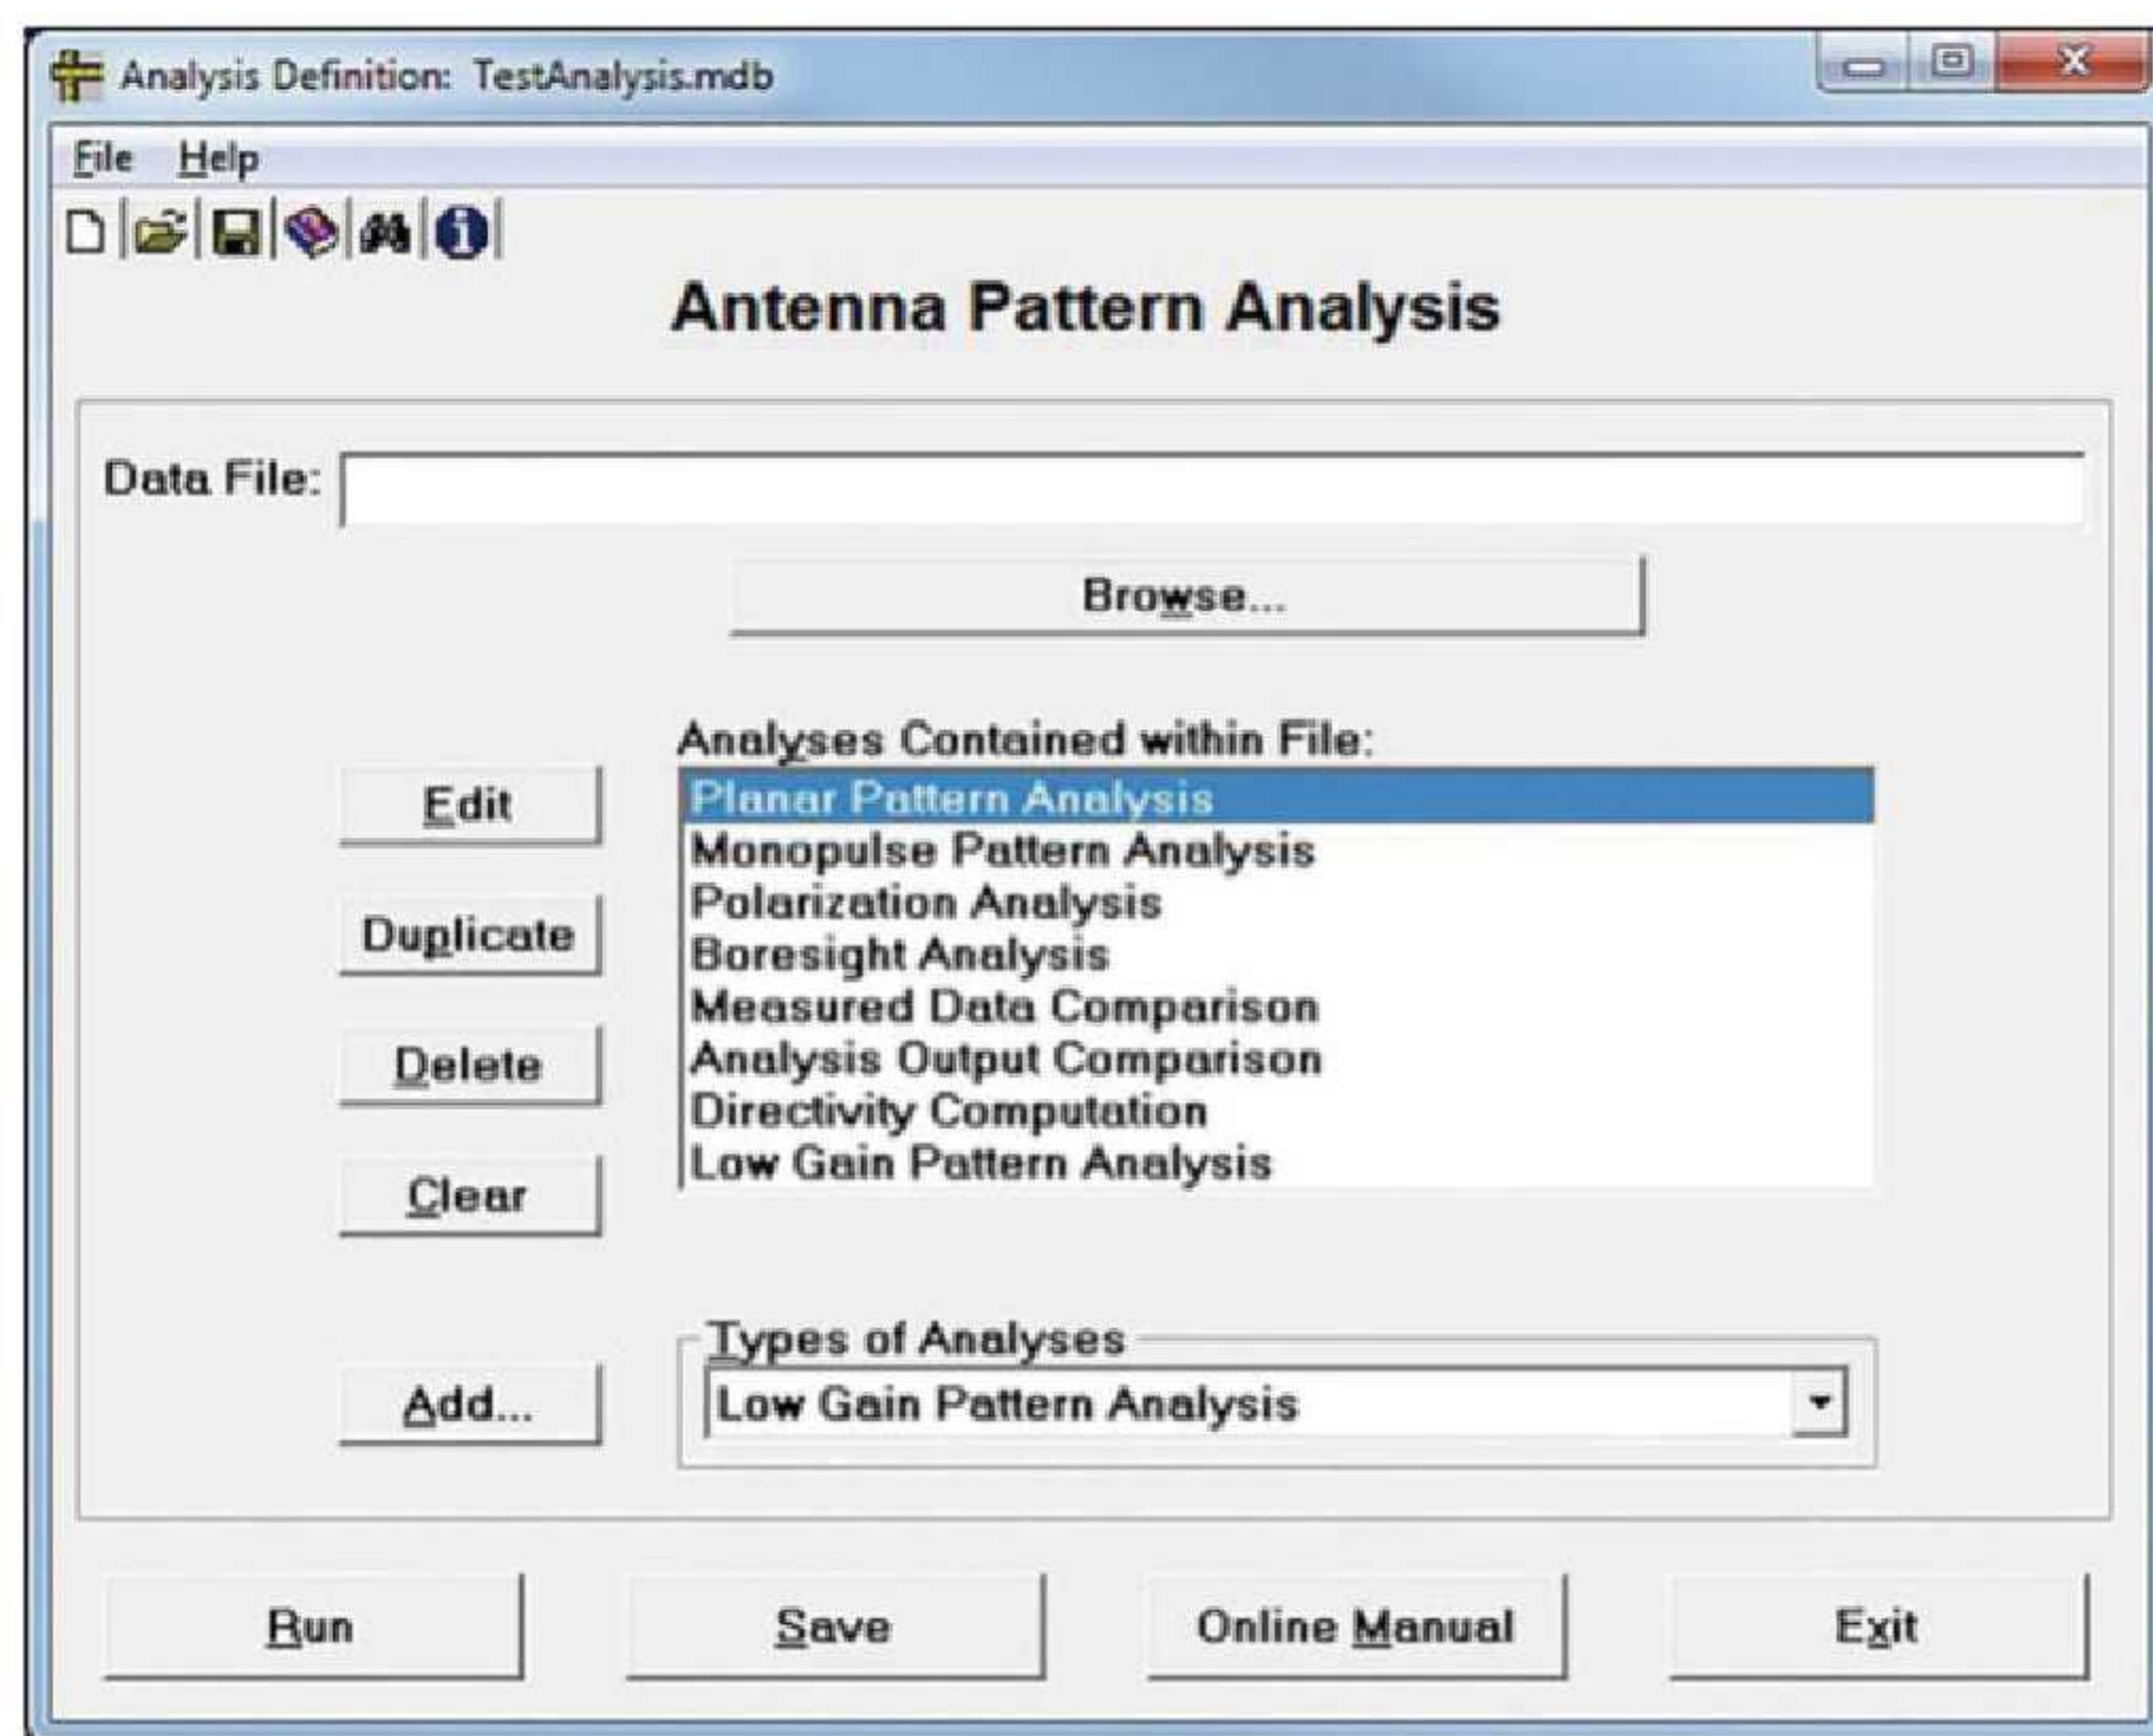 Analysis Definition: TestAnalysis.mdb
File Help
Antenna Pattern Analysis
Data File:
Browse...
Analyses Contained within File:
Edit
Planar Pattern Analysis
Monopulse Pattern Analysis
Polarization Analysis
Duplicate
Boresight Analysis
Measured Data Comparison
Delete
Analysis Output Comparison
Directivity Computation
Low Gain Pattern Analysis
Clear
Types of Analyses
Add...
Low Gain Pattern Analysis
Run
Save
Online Manual
Exit